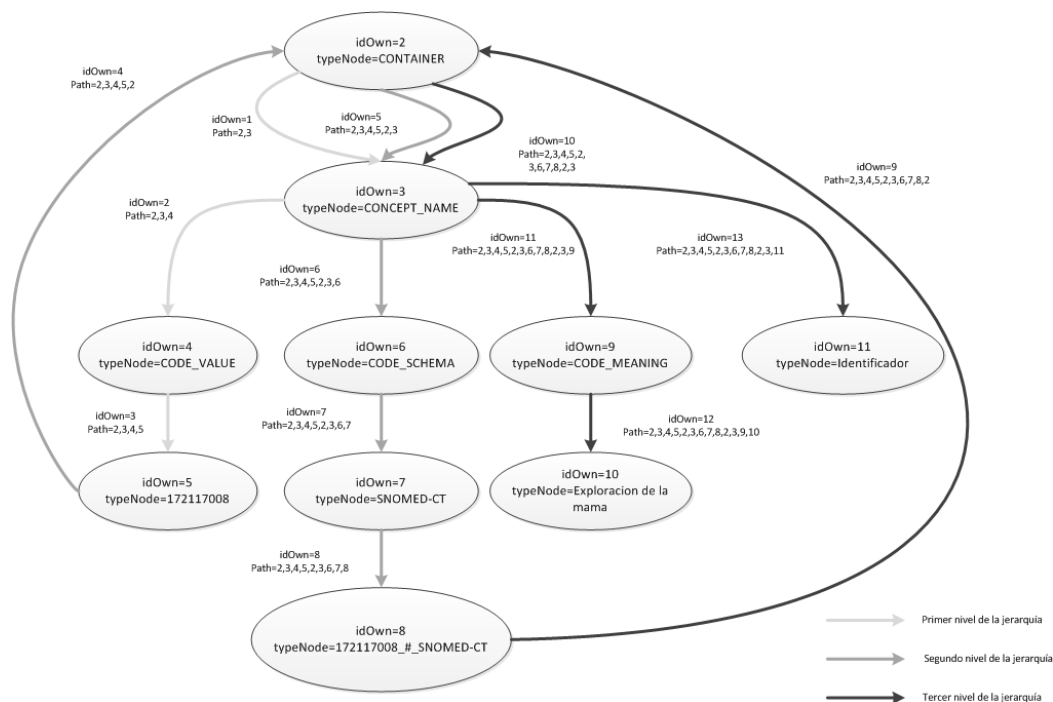 idOwn=2
typeNode=CONTAINER
idOwn=4
Path=2,3,4,5,2
idOwn=1
Path=2,3
idOwn=5
Path=2,3,4,5,2,3
idOwn=10
Path=2,3,4,5,2,
3,6,7,8,2,3
idOwn=9
Path=2,3,4,5,2,3,6,7,8,2
idOwn=3
typeNode=CONCEPT_NAME
idOwn=2
Path=2,3,4
idOwn=6
Path=2,3,4,5,2,3,6
idOwn=11
Path=2,3,4,5,2,3,6,7,8,2,3,9
idOwn=13
Path=2,3,4,5,2,3,6,7,8,2,3,11
idOwn=4
typeNode=CODE_VALUE
idOwn=6
typeNode=CODE_SCHEMA
idOwn=9
typeNode=CODE_MEANING
idOwn=11
typeNode=Identificador
idOwn=3
Path=2,3,4,5
idOwn=7
Path=2,3,4,5,2,3,6,7
idOwn=12
Path=2,3,4,5,2,3,6,7,8,2,3,9,10
idOwn=5
typeNode=172117008
idOwn=7
typeNode=SNOMED-CT
idOwn=10
typeNode=Exploracion de la
mama
idOwn=8
Path=2,3,4,5,2,3,6,7,8
idOwn=8
typeNode=172117008_#_SNOMED-CT
Primer nivel de la jerarquía
Segundo nivel de la jerarquía
Tercer nivel de la jerarquía